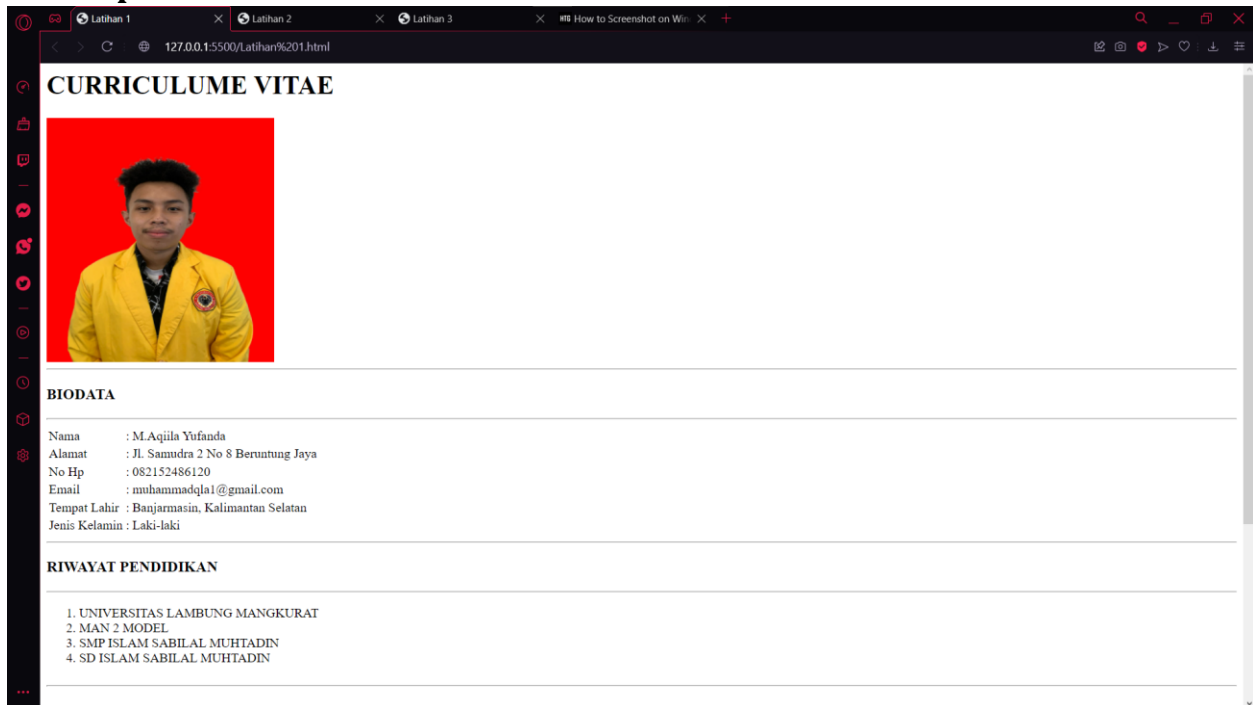 Latihan 1
Latihan 2
Latihan 3
HTG How to Screenshot on Win
127.0.0.1:5500/Latihan%201.html
CURRICULUME VITAE
BIODATA
Nama : M.Aqiila Yufanda
Alamat : Jl. Samudra 2 No 8 Beruntung Jaya
No Hp : 082152486120
Email : muhammadqla1@gmail.com
Tempat Lahir : Banjarmasin, Kalimantan Selatan
Jenis Kelamin : Laki-laki
RIWAYAT PENDIDIKAN
1. UNIVERSITAS LAMBUNG MANGKURAT
2. MAN 2 MODEL
3. SMP ISLAM SABILAL MUHTADIN
4. SD ISLAM SABILAL MUHTADIN